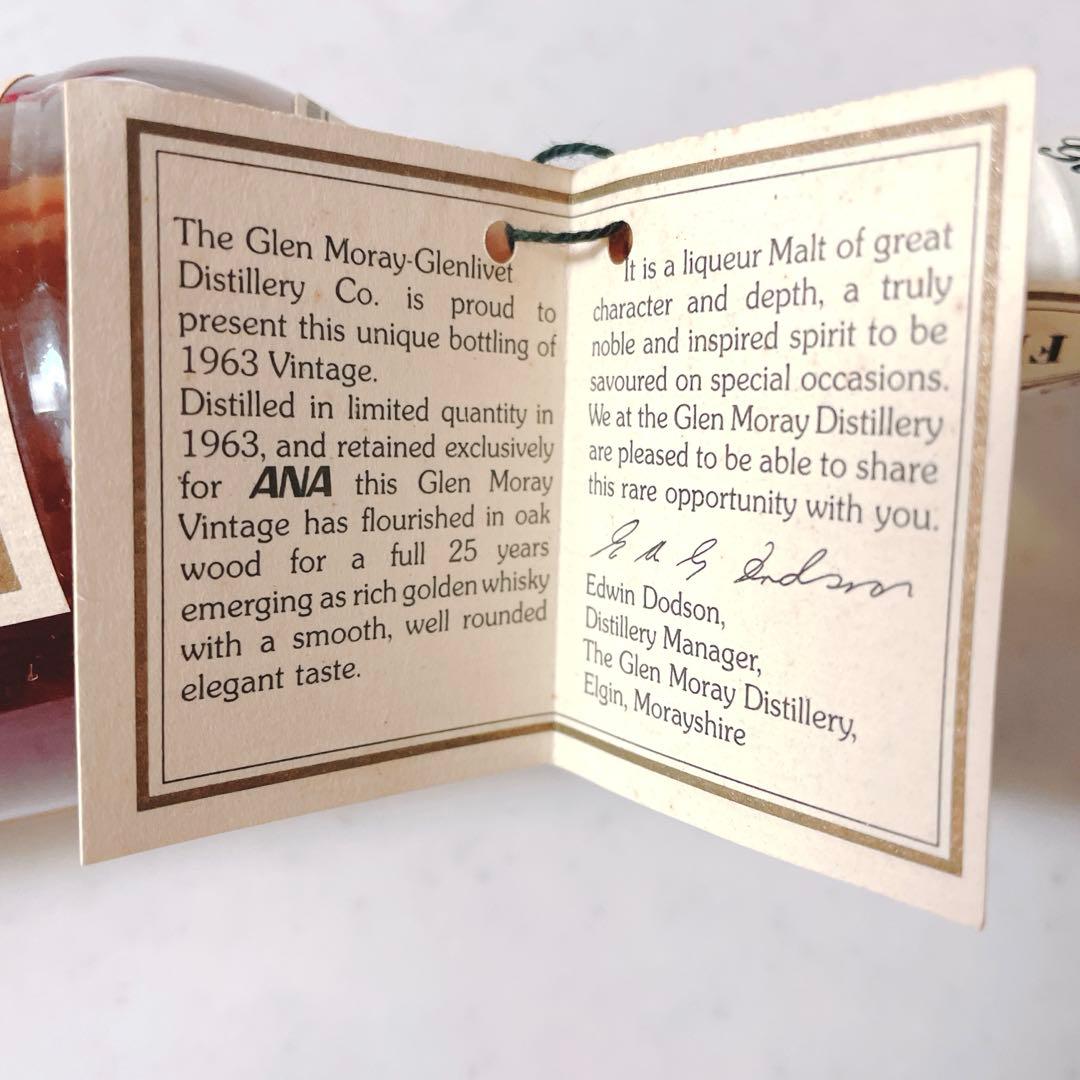 The Glen Moray-Glenlivet
Distillery Co. is proud to
present this unique bottling of
1963 Vintage.
Distilled in limited quantity in
1963, and retained exclusively
for ANA this Glen Moray
Vintage has flourished in oak
wood for a full 25 years
emerging as rich golden whisky
with a smooth, well rounded
elegant taste.
It is a liqueur Malt of great
character and depth, a truly
noble and inspired spirit to be
savoured on special occasions.
We at the Glen Moray Distillery
are pleased to be able to share
this rare opportunity with you.
E A G Dodson
Edwin Dodson,
Distillery Manager,
The Glen Moray Distillery,
Elgin, Morayshire